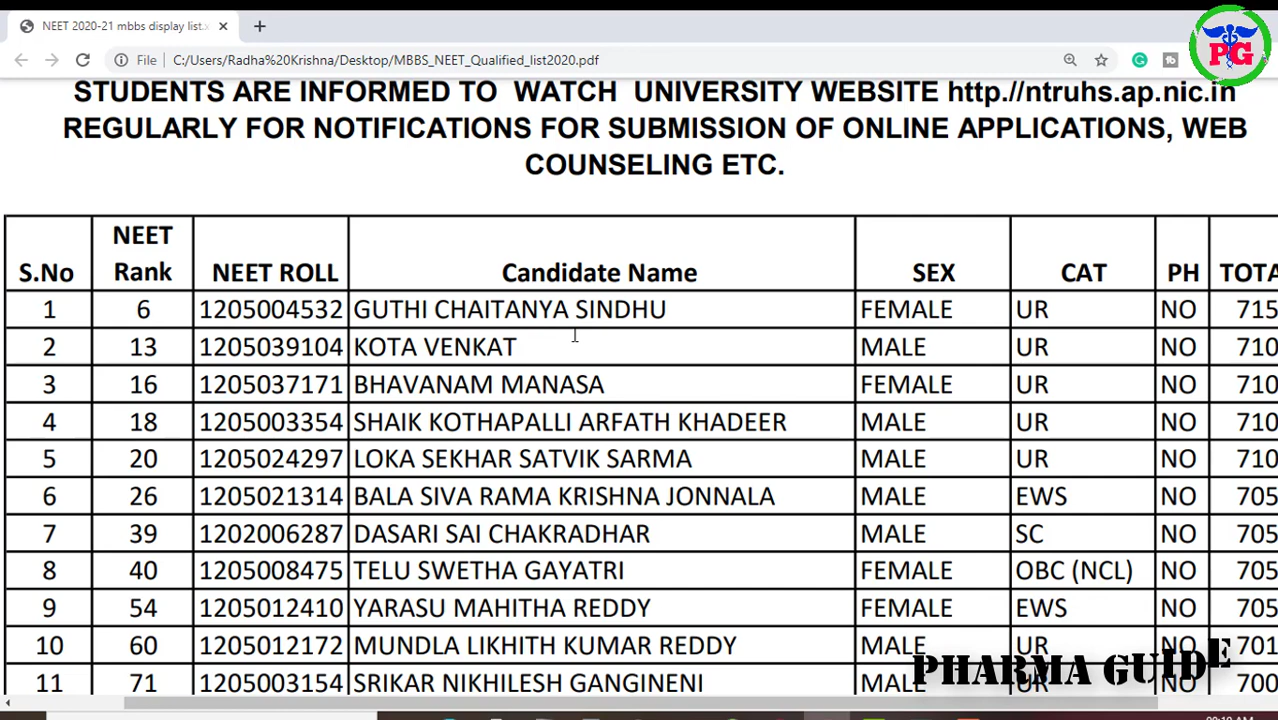 NEET 2020-21 mbbs display list.x
File C:/Users/Radha%20Krishna/Desktop/MBBS_NEET_Qualified_list2020.pdf
PG
STUDENTS ARE INFORMED TO WATCH UNIVERSITY WEBSITE http.//ntruhs.ap.nic.in
REGULARLY FOR NOTIFICATIONS FOR SUBMISSION OF ONLINE APPLICATIONS, WEB
COUNSELING ETC.
S.No NEET Rank NEET ROLL Candidate Name SEX CAT PH TOTA
1 6 1205004532 GUTHI CHAITANYA SINDHU FEMALE UR NO 715
2 13 1205039104 KOTA VENKAT MALE UR NO 710
3 16 1205037171 BHAVANAM MANASA FEMALE UR NO 710
4 18 1205003354 SHAIK KOTHAPALLI ARFATH KHADEER MALE UR NO 710
5 20 1205024297 LOKA SEKHAR SATVIK SARMA MALE UR NO 710
6 26 1205021314 BALA SIVA RAMA KRISHNA JONNALA MALE EWS NO 705
7 39 1202006287 DASARI SAI CHAKRADHAR MALE SC NO 705
8 40 1205008475 TELU SWETHA GAYATRI FEMALE OBC (NCL) NO 705
9 54 1205012410 YARASU MAHITHA REDDY FEMALE EWS NO 705
10 60 1205012172 MUNDLA LIKHITH KUMAR REDDY MALE UR NO 701
11 71 1205003154 SRIKAR NIKHILESH GANGINENI MALE UR NO 700
PHARMA GUIDE